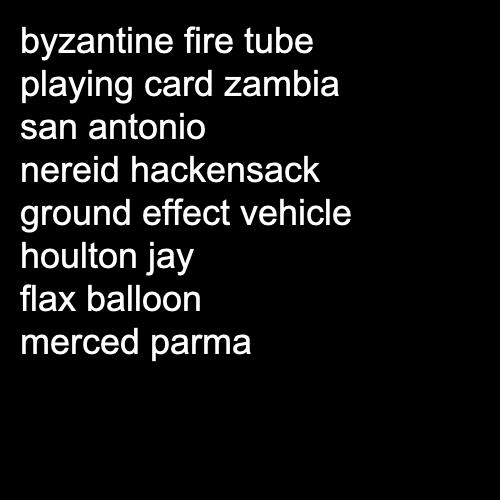 byzantine fire tube
playing card zambia
san antonio
nereid hackensack
ground effect vehicle
houlton jay
flax balloon
merced parma